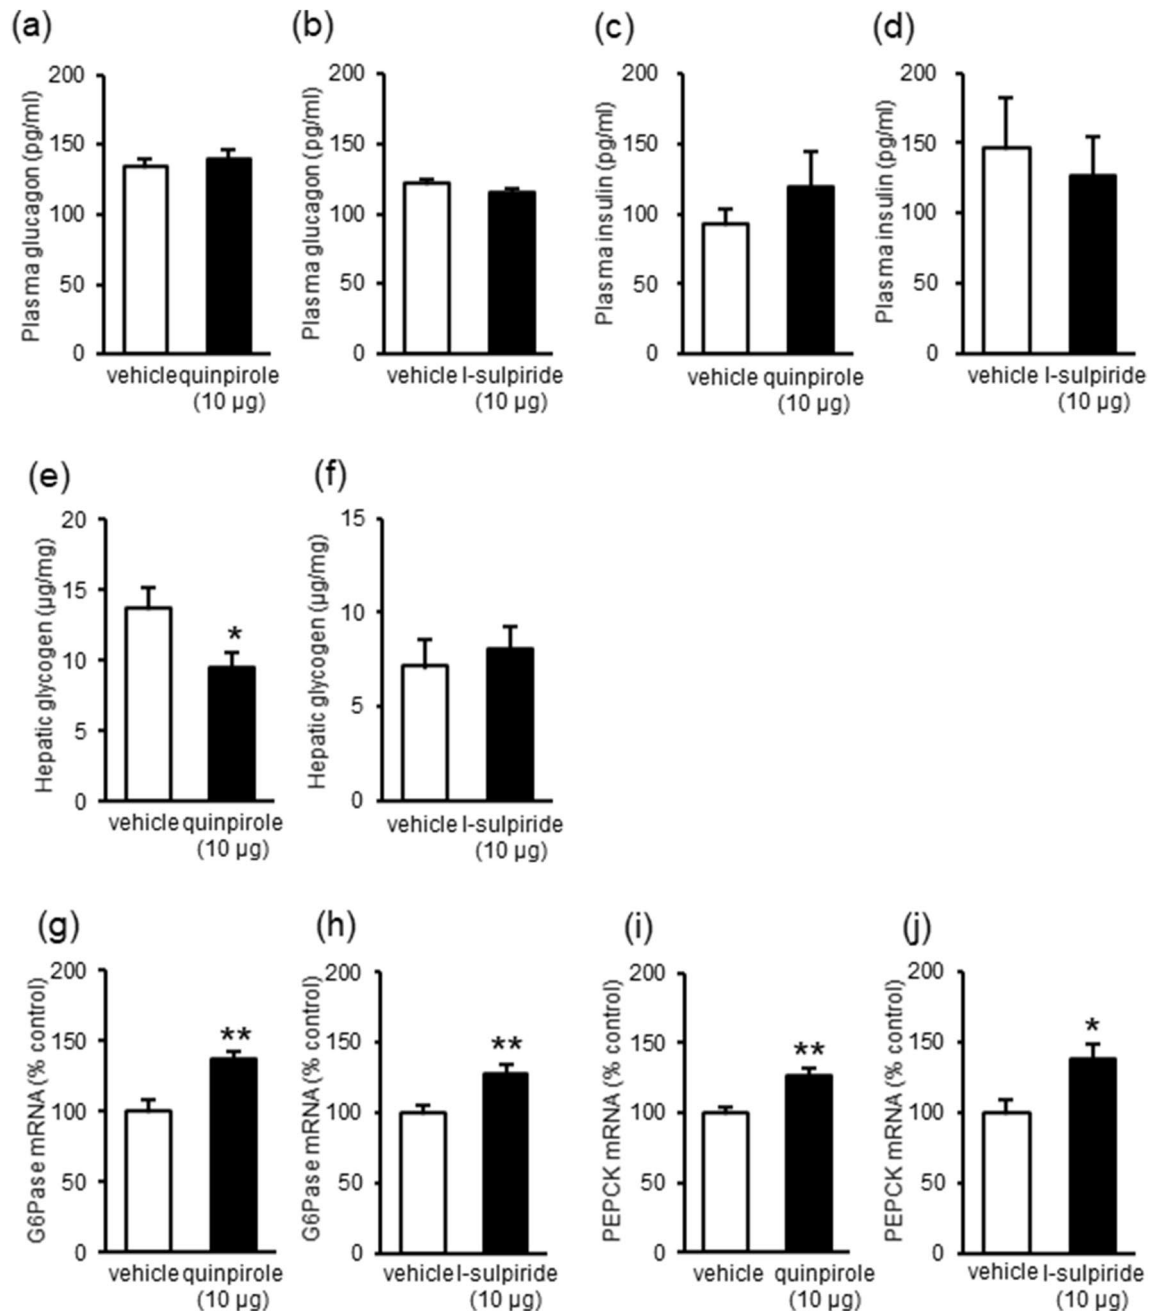 (a)
(b)
(c)
(d)
Plasma glucagon (pg/ml)
200
150
100
50
0
vehicle quinpirole
(10 µg)
Plasma glucagon (pg/ml)
200
150
100
50
0
vehicle l-sulpiride
(10 µg)
Plasma insulin (pg/ml)
200
150
100
50
0
vehicle quinpirole
(10 µg)
Plasma insulin (pg/ml)
200
150
100
50
0
vehicle l-sulpiride
(10 µg)
(e)
(f)
Hepatic glycogen (µg/mg)
20
15
10
5
0
*
vehicle quinpirole
(10 µg)
Hepatic glycogen (µg/mg)
15
10
5
0
vehicle l-sulpiride
(10 µg)
(g)
(h)
(i)
(j)
G6Pase mRNA (% control)
200
150
100
50
0
**
vehicle quinpirole
(10 µg)
G6Pase mRNA (% control)
200
150
100
50
0
**
vehicle l-sulpiride
(10 µg)
PEPCK mRNA (% control)
200
150
100
50
0
**
vehicle quinpirole
(10 µg)
PEPCK mRNA (% control)
200
150
100
50
0
*
vehicle l-sulpiride
(10 µg)